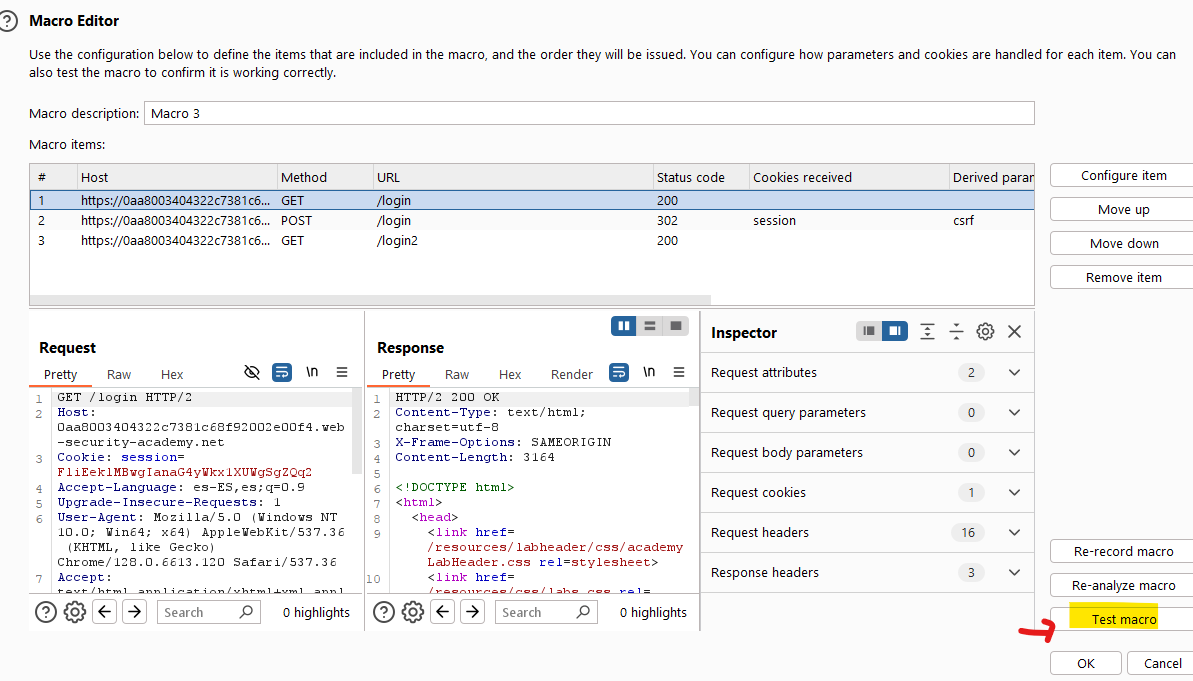 Macro Editor
Use the configuration below to define the items that are included in the macro, and the order they will be issued. You can configure how parameters and cookies are handled for each item. You can
also test the macro to confirm it is working correctly.
Macro description: Macro 3
Macro items:
# Host Method URL Status code Cookies received Derived param
1 https://0aa8003404322c7381c6... GET /login 200
2 https://0aa8003404322c7381c6... POST /login 302 session csrf
3 https://0aa8003404322c7381c6... GET /login2 200
Configure item
Move up
Move down
Remove item
Request
Pretty Raw Hex \n
1 GET /login HTTP/2
2 Host:
0aa8003404322c7381c68f92002e00f4.web
-security-academy.net
3 Cookie: session=
FliEeklMBwgIanaG4yWkx1XUWgSgZQq2
4 Accept-Language: es-ES,es;q=0.9
5 Upgrade-Insecure-Requests: 1
6 User-Agent: Mozilla/5.0 (Windows NT
10.0; Win64; x64) AppleWebKit/537.36
(KHTML, like Gecko)
Chrome/128.0.6613.120 Safari/537.36
7 Accept:
text/html,application/xhtml+xml,appl
Search 0 highlights
Response
Pretty Raw Hex Render \n
1 HTTP/2 200 OK
2 Content-Type: text/html;
charset=utf-8
3 X-Frame-Options: SAMEORIGIN
4 Content-Length: 3164
5
6 <!DOCTYPE html>
7 <html>
8 <head>
9 <link href=
/resources/labheader/css/academy
LabHeader.css rel=stylesheet>
10 <link href=
/resources/css/labs.css rel=
Search 0 highlights
Inspector
Request attributes 2
Request query parameters 0
Request body parameters 0
Request cookies 1
Request headers 16
Response headers 3
Re-record macro
Re-analyze macro
Test macro
OK Cancel